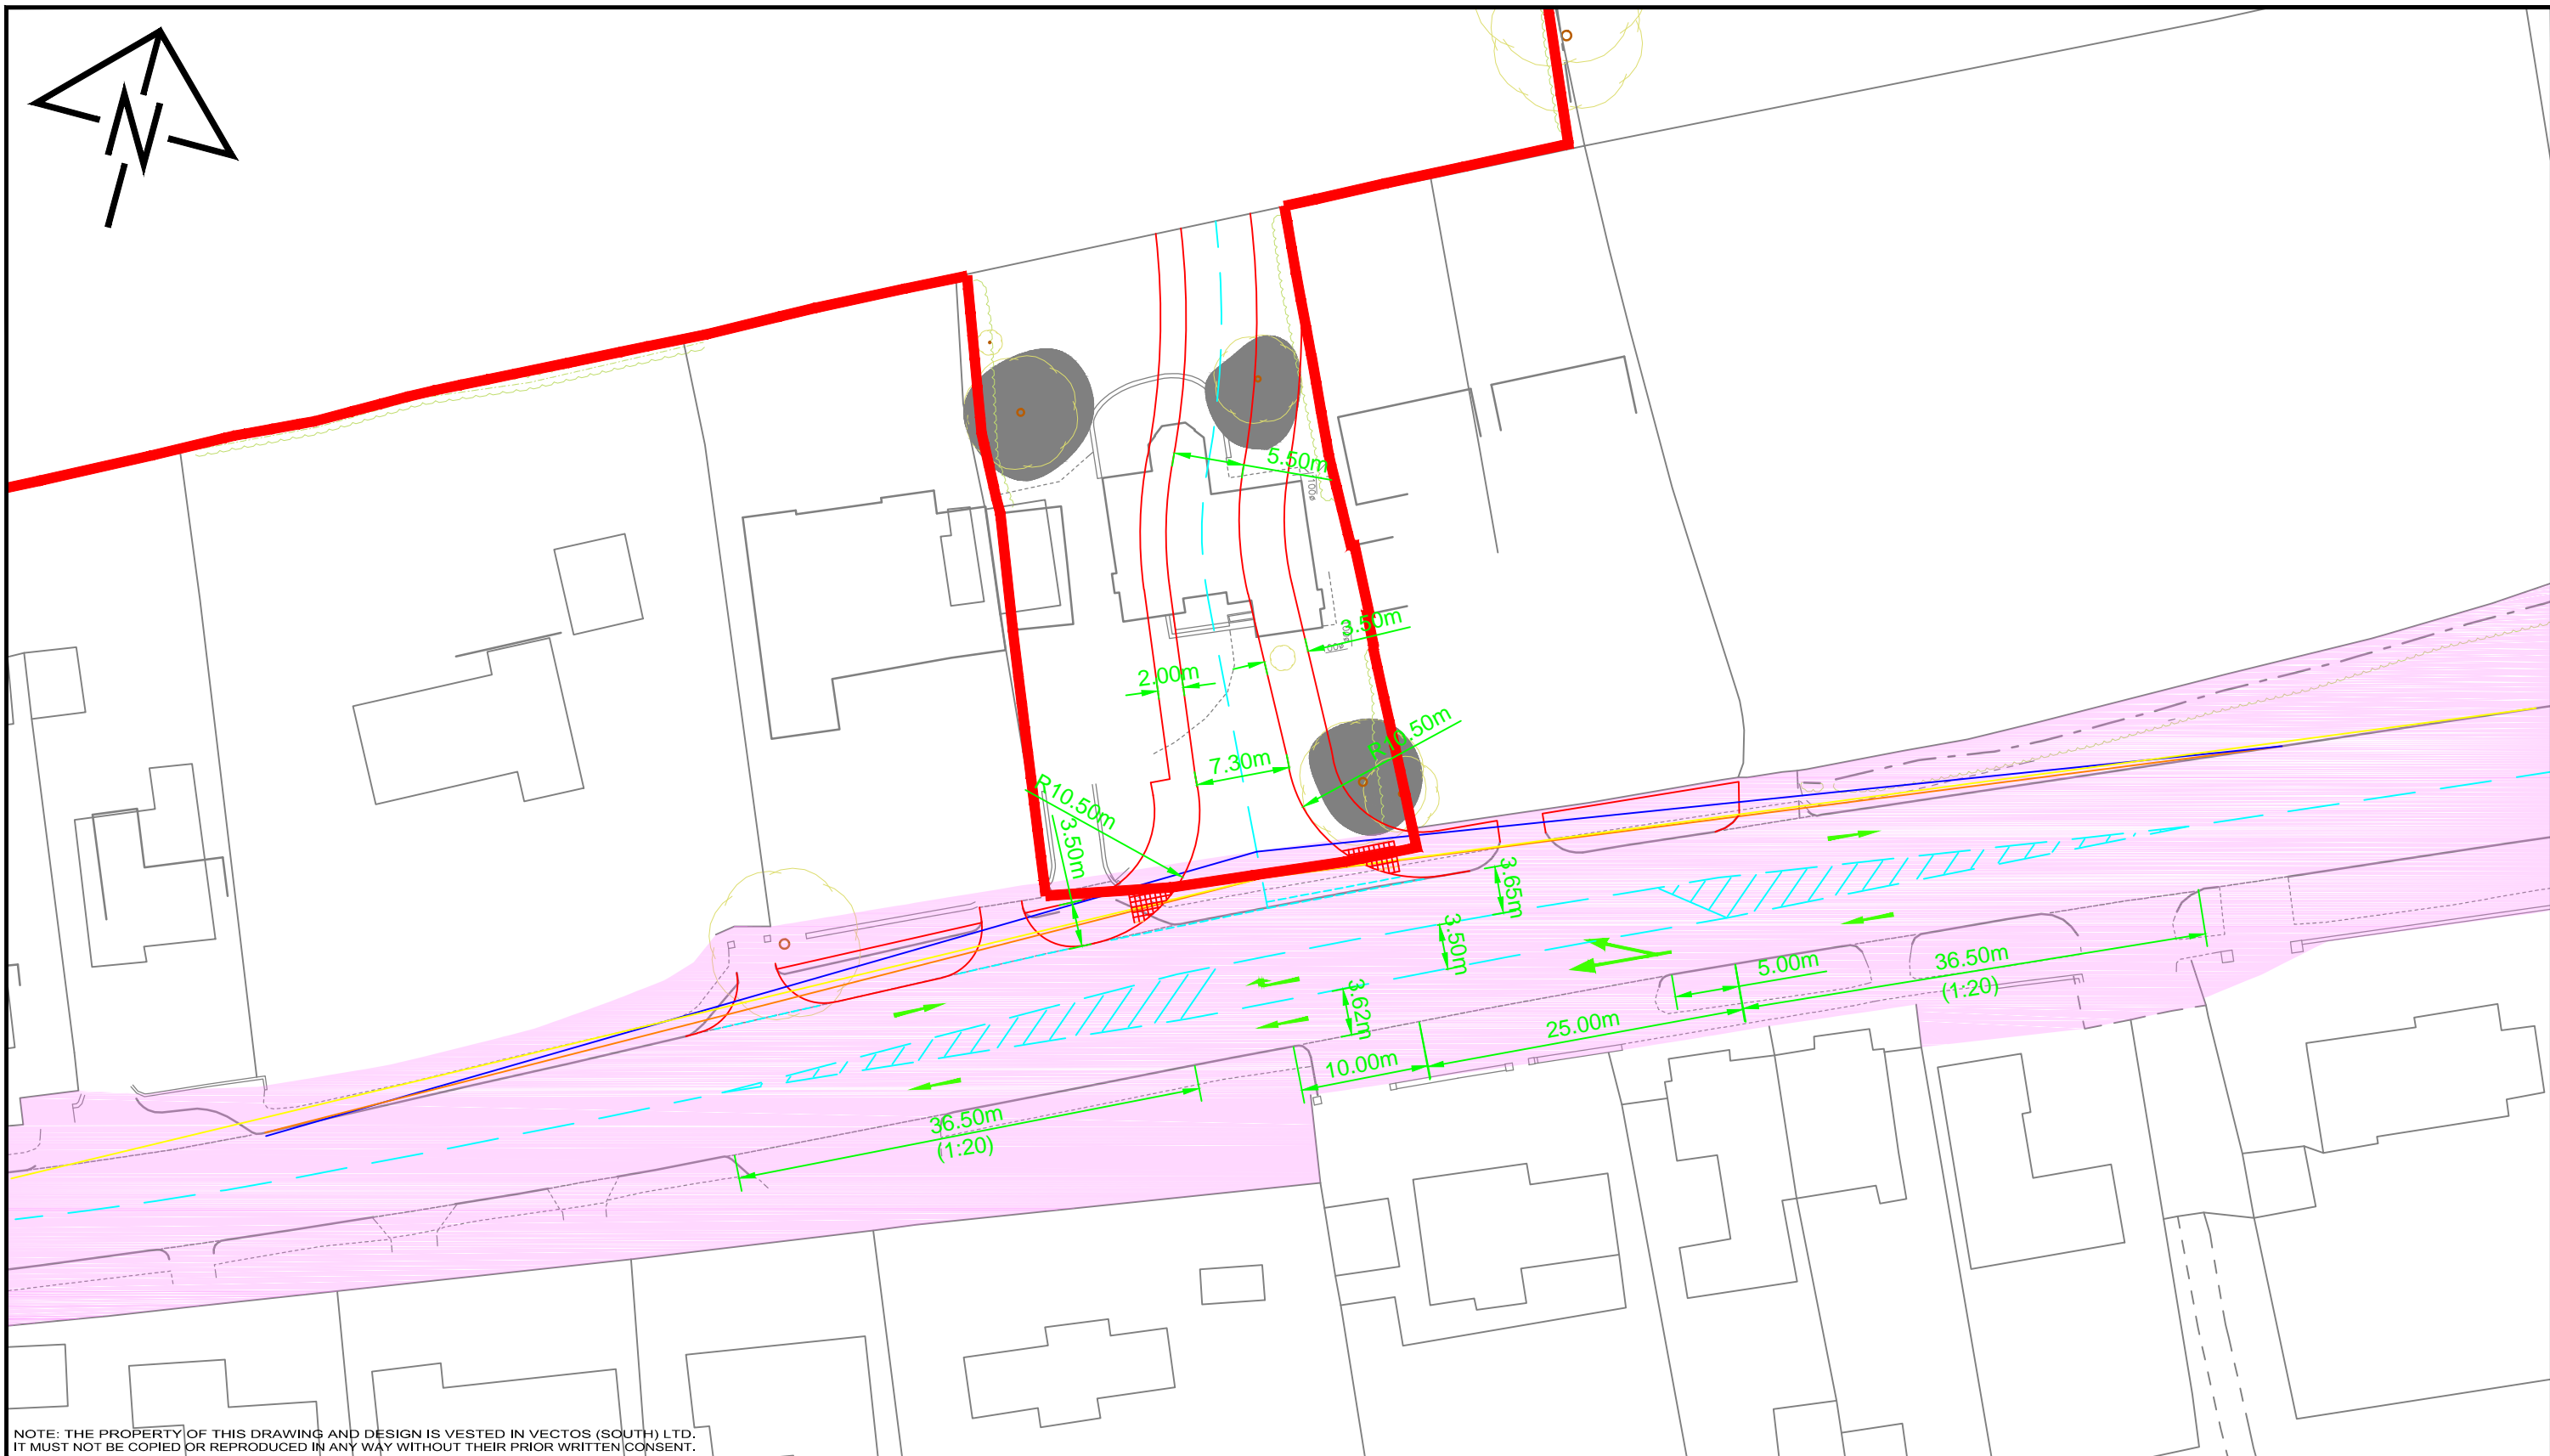 N
5.50m
100ø
3.50m
2.00m
R10.50m
7.30m
R10.50m
3.50m
3.65m
3.50m
3.62m
5.00m
36.50m
(1:20)
25.00m
10.00m
36.50m
(1:20)
NOTE: THE PROPERTY OF THIS DRAWING AND DESIGN IS VESTED IN VECTOS (SOUTH) LTD.
IT MUST NOT BE COPIED OR REPRODUCED IN ANY WAY WITHOUT THEIR PRIOR WRITTEN CONSENT.